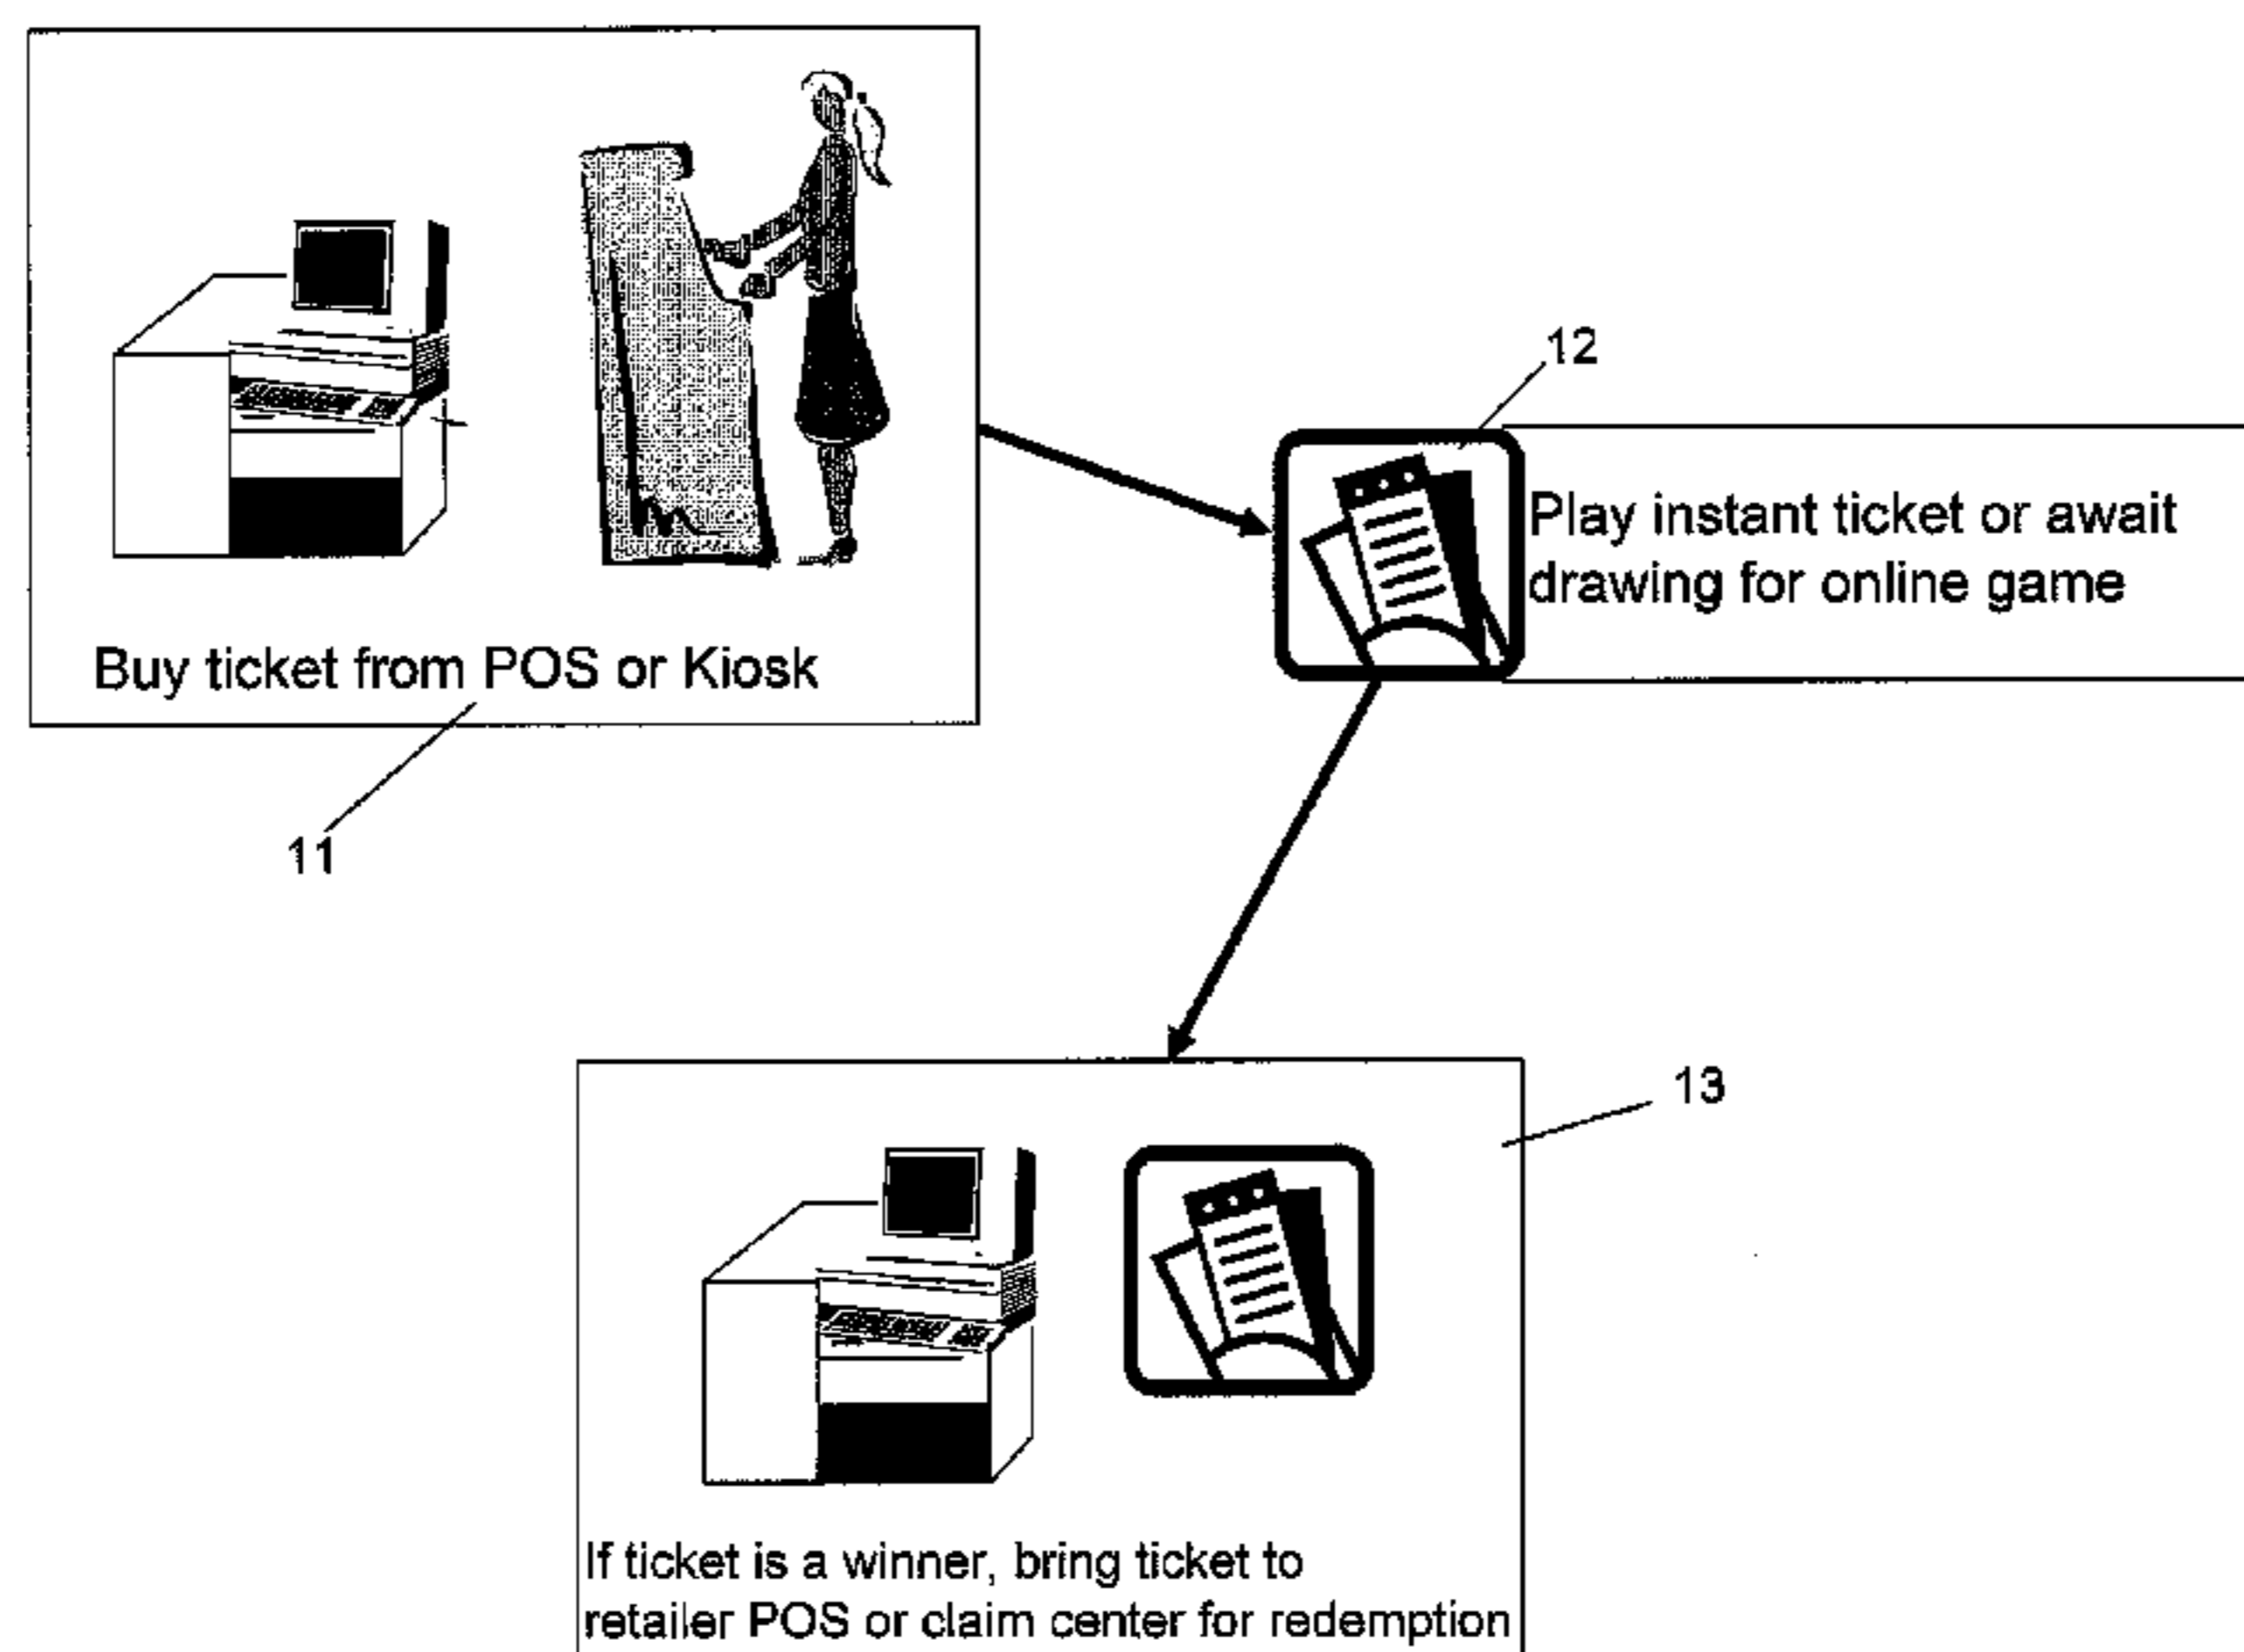 Buy ticket from POS or Kiosk
11
12
Play instant ticket or await
drawing for online game
13
If ticket is a winner, bring ticket to
retailer POS or claim center for redemption